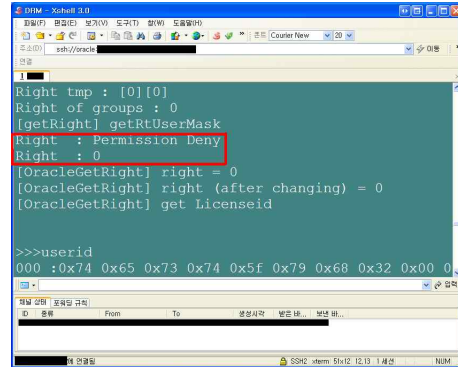 DRM - Xshell 3.0
파일(F) 편집(E) 보기(V) 도구(T) 창(W) 도움말(H)
폰트 Courier New 20
주소(D) ssh://oracle: 이동
연결
1
Right tmp : [0][0]
Right of groups : 0
[getRight] getRtUserMask
Right : Permission Deny
Right : 0
[OracleGetRight] right = 0
[OracleGetRight] right (after changing) = 0
[OracleGetRight] get Licenseid
>>>userid
000 :0x74 0x65 0x73 0x74 0x5f 0x79 0x68 0x32 0x00 0
입력
채널 상태 포워딩 규칙
ID 종류 From To 생성시각 받은 바... 보낸 바...
에 연결됨 SSH2 xterm 51x12 12,13 1 세션 NUM